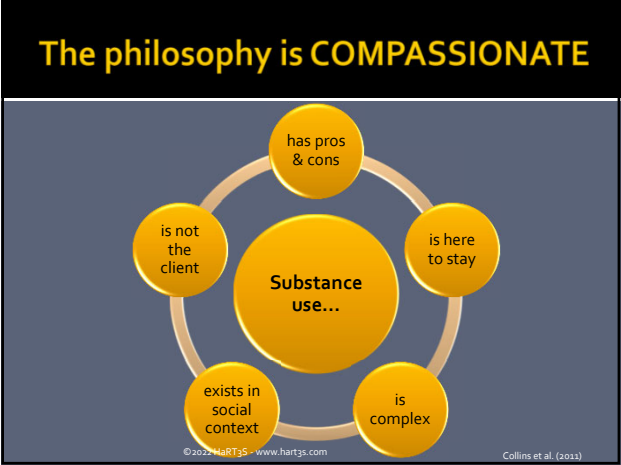 The philosophy is COMPASSIONATE
has pros
& cons
is not
the
client
is here
to stay
Substance
use...
exists in
social
context
is
complex
©2022 HaRT3S - www.hart3s.com
Collins et al. (2011)